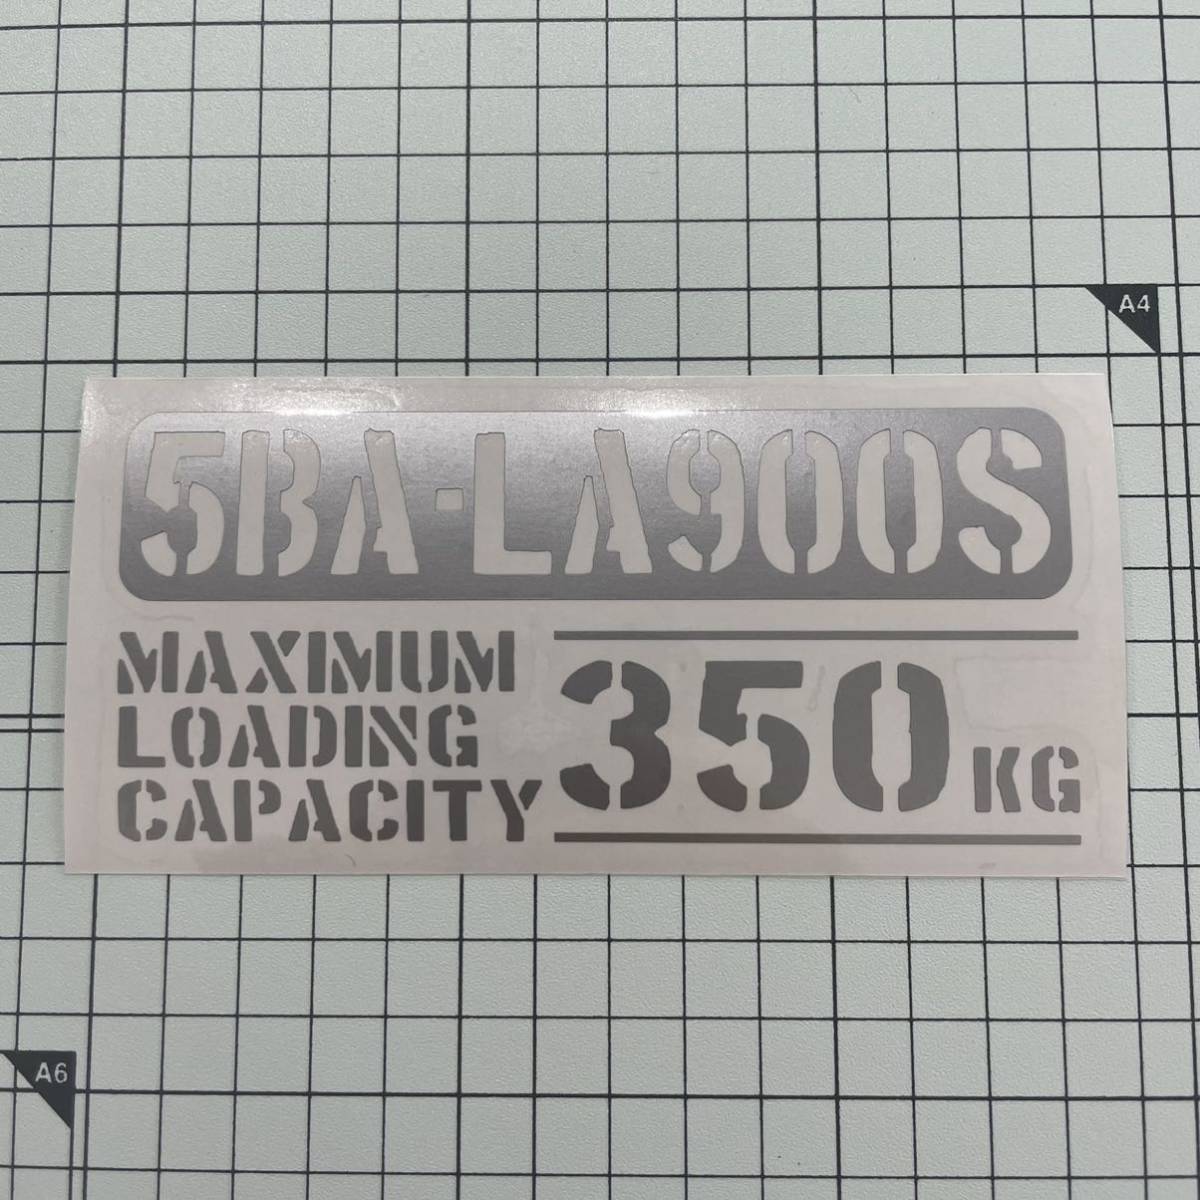 A4
5BA-LA900S
MAXIMUM
LOADING
CAPACITY
350 KG
A6